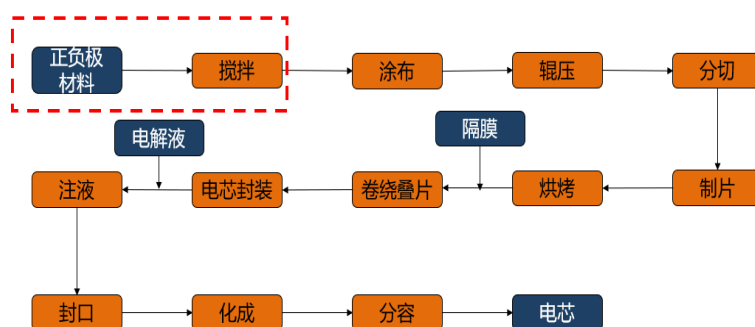 正负极
材料
搅拌
涂布
辊压
分切
电解液
隔膜
注液
电芯封装
卷绕叠片
烘烤
制片
封口
化成
分容
电芯